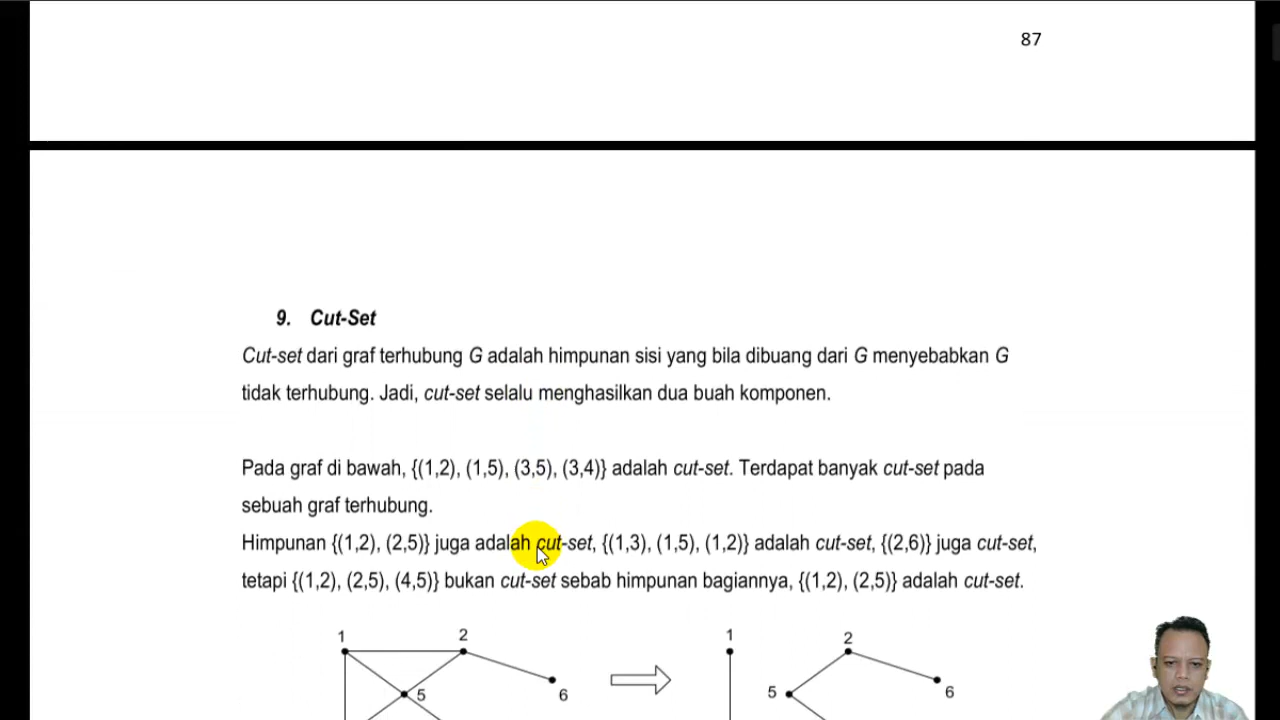 87
9. Cut-Set
Cut-set dari graf terhubung G adalah himpunan sisi yang bila dibuang dari G menyebabkan G
tidak terhubung. Jadi, cut-set selalu menghasilkan dua buah komponen.
Pada graf di bawah, {(1,2), (1,5), (3,5), (3,4)} adalah cut-set. Terdapat banyak cut-set pada
sebuah graf terhubung.
Himpunan {(1,2), (2,5)} juga adalah cut-set, {(1,3), (1,5), (1,2)} adalah cut-set, {(2,6)} juga cut-set,
tetapi {(1,2), (2,5), (4,5)} bukan cut-set sebab himpunan bagiannya, {(1,2), (2,5)} adalah cut-set.
1 2 1 2
5 6 5 6